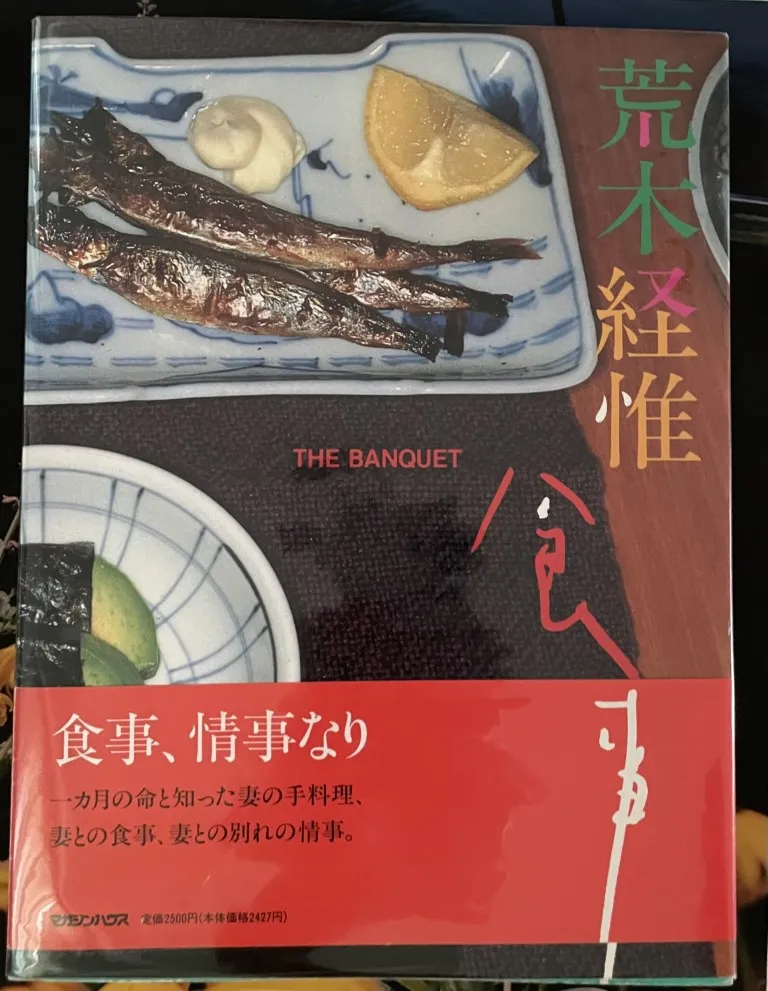 荒木経惟
THE BANQUET
食事
食事、情事なり
一カ月の命と知った妻の手料理、
妻との食事、妻との別れの情事。
マガジンハウス 定価2500円(本体価格2427円)